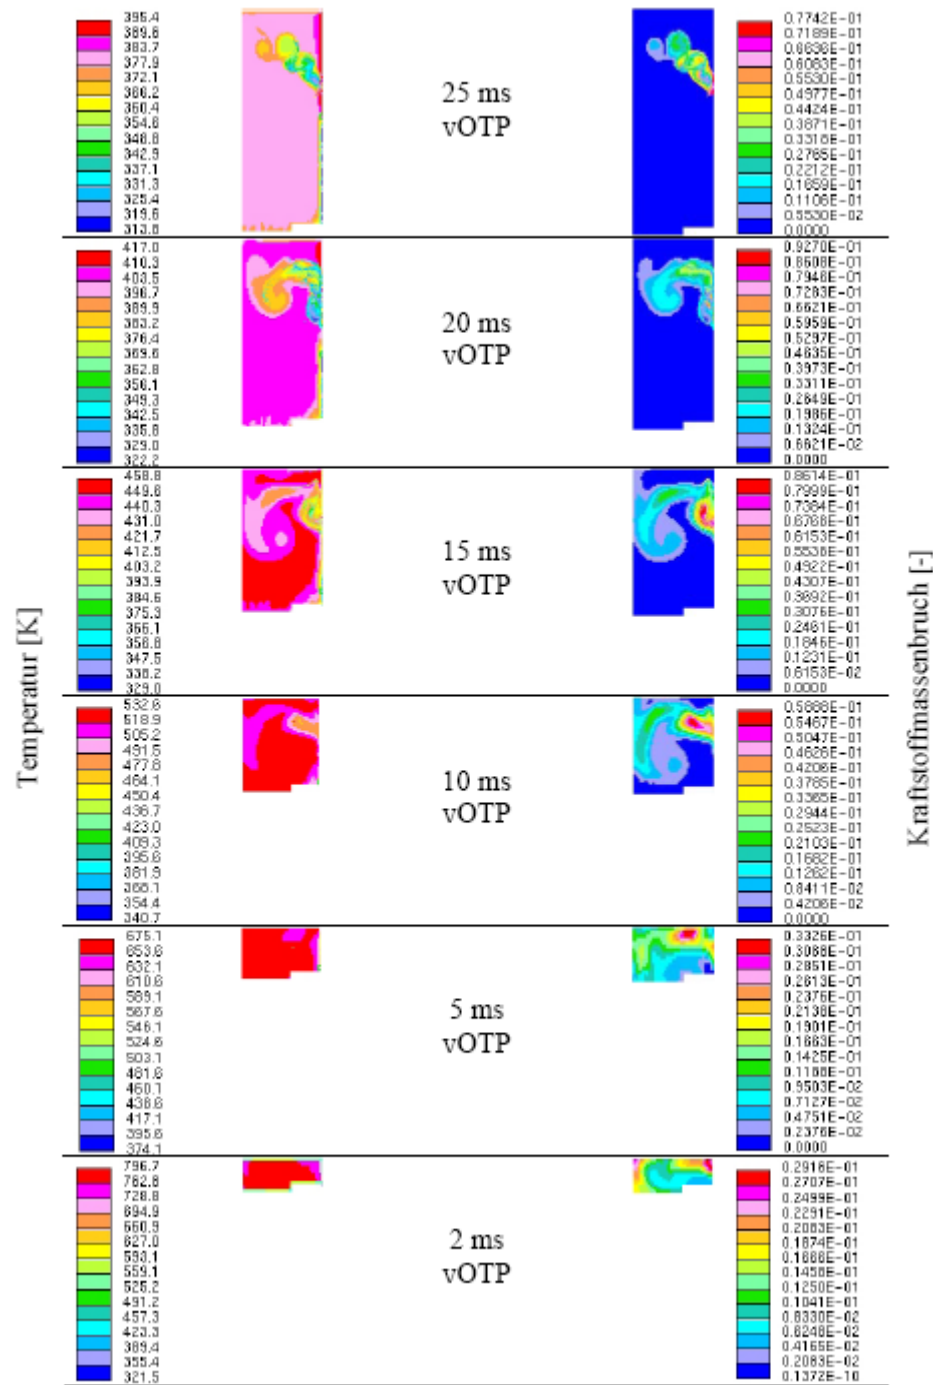 Temperatur [K]
Kraftstoffmassenbruch [-]
395.4
389.6
383.7
377.9
372.1
366.2
360.4
354.6
348.8
342.9
337.1
331.3
325.4
319.6
313.8
25 ms
vOTP
0.7742E-01
0.7189E-01
0.6636E-01
0.6083E-01
0.5530E-01
0.4977E-01
0.4424E-01
0.3871E-01
0.3318E-01
0.2765E-01
0.2212E-01
0.1659E-01
0.1106E-01
0.5530E-02
0.0000
417.0
410.3
403.5
396.7
389.9
383.2
376.4
369.6
362.8
356.1
349.3
342.5
335.8
329.0
322.2
20 ms
vOTP
0.9270E-01
0.8608E-01
0.7946E-01
0.7283E-01
0.6621E-01
0.5959E-01
0.5297E-01
0.4635E-01
0.3973E-01
0.3311E-01
0.2649E-01
0.1986E-01
0.1324E-01
0.6621E-02
0.0000
458.8
449.6
440.3
431.0
421.7
412.5
403.2
393.9
384.6
375.3
366.1
356.8
347.5
338.2
329.0
15 ms
vOTP
0.8614E-01
0.7999E-01
0.7384E-01
0.6768E-01
0.6153E-01
0.5538E-01
0.4922E-01
0.4307E-01
0.3692E-01
0.3076E-01
0.2461E-01
0.1846E-01
0.1231E-01
0.6153E-02
0.0000
532.6
518.9
505.2
491.5
477.8
464.1
450.4
436.7
423.0
409.3
395.6
381.9
368.1
354.4
340.7
10 ms
vOTP
0.5888E-01
0.5467E-01
0.5047E-01
0.4626E-01
0.4206E-01
0.3785E-01
0.3365E-01
0.2944E-01
0.2523E-01
0.2103E-01
0.1682E-01
0.1262E-01
0.8411E-02
0.4206E-02
0.0000
675.1
653.6
632.1
610.6
589.1
567.6
546.1
524.6
503.1
481.6
460.1
438.6
417.1
395.6
374.1
5 ms
vOTP
0.3326E-01
0.3088E-01
0.2851E-01
0.2613E-01
0.2376E-01
0.2138E-01
0.1901E-01
0.1663E-01
0.1425E-01
0.1188E-01
0.9503E-02
0.7127E-02
0.4751E-02
0.2376E-02
0.0000
796.7
762.8
728.8
694.9
660.9
627.0
593.1
559.1
525.2
491.2
457.3
423.3
389.4
355.4
321.5
2 ms
vOTP
0.2916E-01
0.2707E-01
0.2499E-01
0.2291E-01
0.2083E-01
0.1874E-01
0.1666E-01
0.1458E-01
0.1250E-01
0.1041E-01
0.8330E-02
0.6248E-02
0.4165E-02
0.2083E-02
0.1372E-10